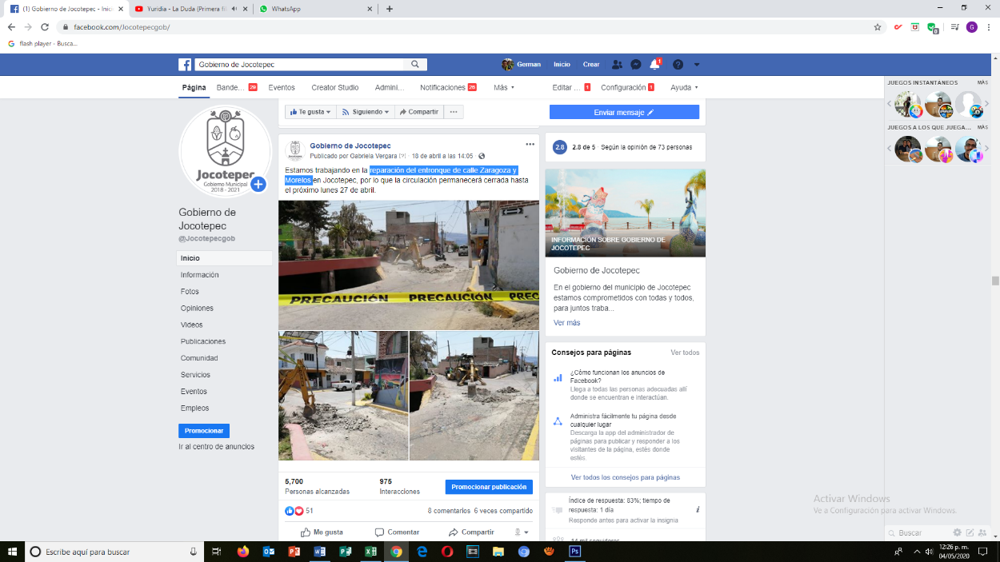 (1) Gobierno de Jocotepec - Inici
Yuridia - La Duda (Primera fil
WhatsApp
facebook.com/Jocotepecgob/
flash player - Busca...
Gobierno de Jocotepec
German Inicio Crear 1
Página Bande... 29 Eventos Creator Studio Admini... Notificaciones 26 Más Editar ... 1 Configuración 1 Ayuda
Te gusta Siguiendo Compartir ...
Enviar mensaje
Jocotepec
Gobierno Municipal
2018 - 2021
Gobierno de
Jocotepec
@Jocotepecgob
Inicio
Información
Fotos
Opiniones
Videos
Publicaciones
Comunidad
Servicios
Eventos
Empleos
Promocionar
Ir al centro de anuncios
Gobierno de Jocotepec
Publicado por Gabriela Vergara [?] · 18 de abril a las 14:05 ·
Estamos trabajando en la reparación del entronque de calle Zaragoza y
Morelos en Jocotepec, por lo que la circulación permanecerá cerrada hasta
el próximo lunes 27 de abril.
PRECAUCIÓN PRECAUCIÓN PREC
5,700
Personas alcanzadas
975
Interacciones
Promocionar publicación
51
8 comentarios 6 veces compartido
Me gusta Comentar Compartir
2.8 2.8 de 5 · Según la opinión de 73 personas
INFORMACIÓN SOBRE GOBIERNO DE
JOCOTEPEC
Gobierno de Jocotepec
En el gobierno del municipio de Jocotepec
estamos comprometidos con todas y todos,
para juntos traba...
Ver más
Consejos para páginas Ver todos
¿Cómo funcionan los anuncios de
Facebook?
Llega a todas las personas adecuadas allí
donde se encuentran e interactúan.
Administra fácilmente tu página desde
cualquier lugar
Descarga la app del administrador de
páginas para publicar y responder a los
visitantes de la página, estés donde
estés.
Ver todos los consejos para páginas
Índice de respuesta: 83%; tiempo de
respuesta: 1 día
Responde antes para activar la insignia
14 mil seguidores
JUEGOS INSTANTÁNEOS MÁS
JUEGOS A LOS QUE JUEGA... MÁS
Activar Windows
Ve a Configuración para activar Windows.
Buscar
Escribe aquí para buscar
12:26 p. m.
04/05/2020